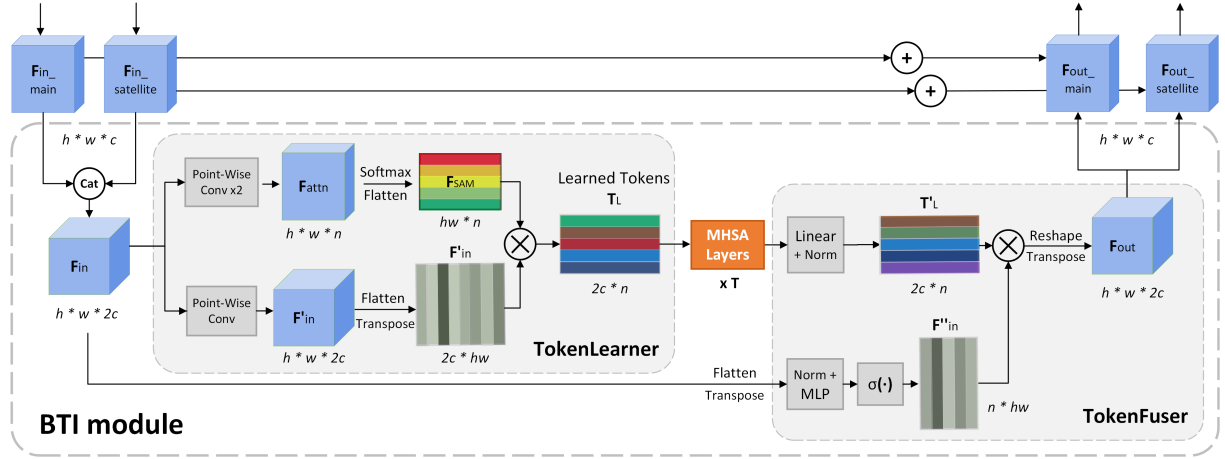 Fin_
main
Fin_
satellite
+
+
Fout_
main
Fout_
satellite
h * w * c
h * w * c
Cat
Fin
h * w * 2c
Point-Wise
Conv x2
Fattn
h * w * n
Softmax
Flatten
FSAM
hw * n
Point-Wise
Conv
F'in
h * w * 2c
Flatten
Transpose
F'in
2c * hw
Learned Tokens
TL
2c * n
TokenLearner
MHSA
Layers
x T
Linear
+ Norm
T'L
2c * n
Reshape
Transpose
Fout
h * w * 2c
Flatten
Transpose
Norm +
MLP
σ(·)
F''in
n * hw
TokenFuser
BTI module